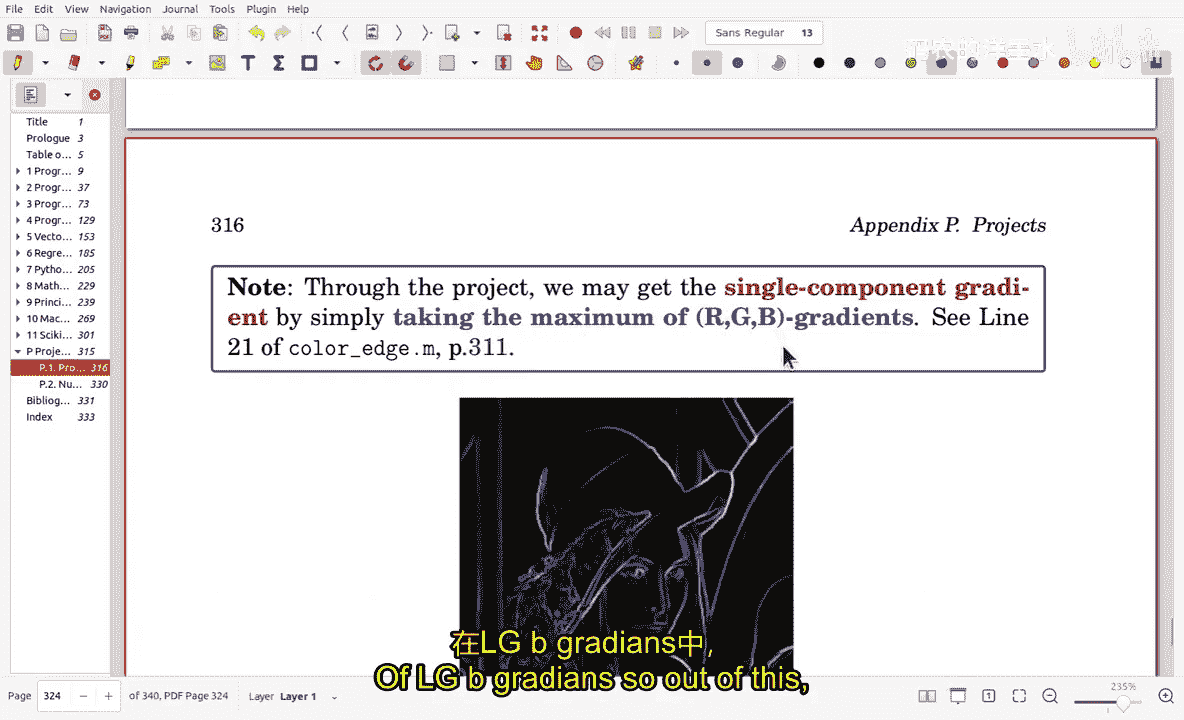 File Edit View Navigation Journal Tools Plugin Help
Sans Regular 13
Title 1
Prologue 3
Table o... 5
1 Progr... 9
2 Progr... 37
3 Progr... 73
4 Progr... 129
5 Vecto... 153
6 Regre... 185
7 Pytho... 205
8 Math... 229
9 Princi... 239
10 Mac... 269
11 Sciki... 301
P Proje... 315
P.1. Pro... 316
P.2. Nu... 330
Bibliog... 331
Index 333
316 Appendix P. Projects
Note: Through the project, we may get the single-component gradi-
ent by simply taking the maximum of (R,G,B)-gradients. See Line
21 of color_edge.m, p.311.
在LG b gradians中,
Of LG b gradians so out of this,
Page 324 of 340, PDF Page 324 Layer Layer 1 235%